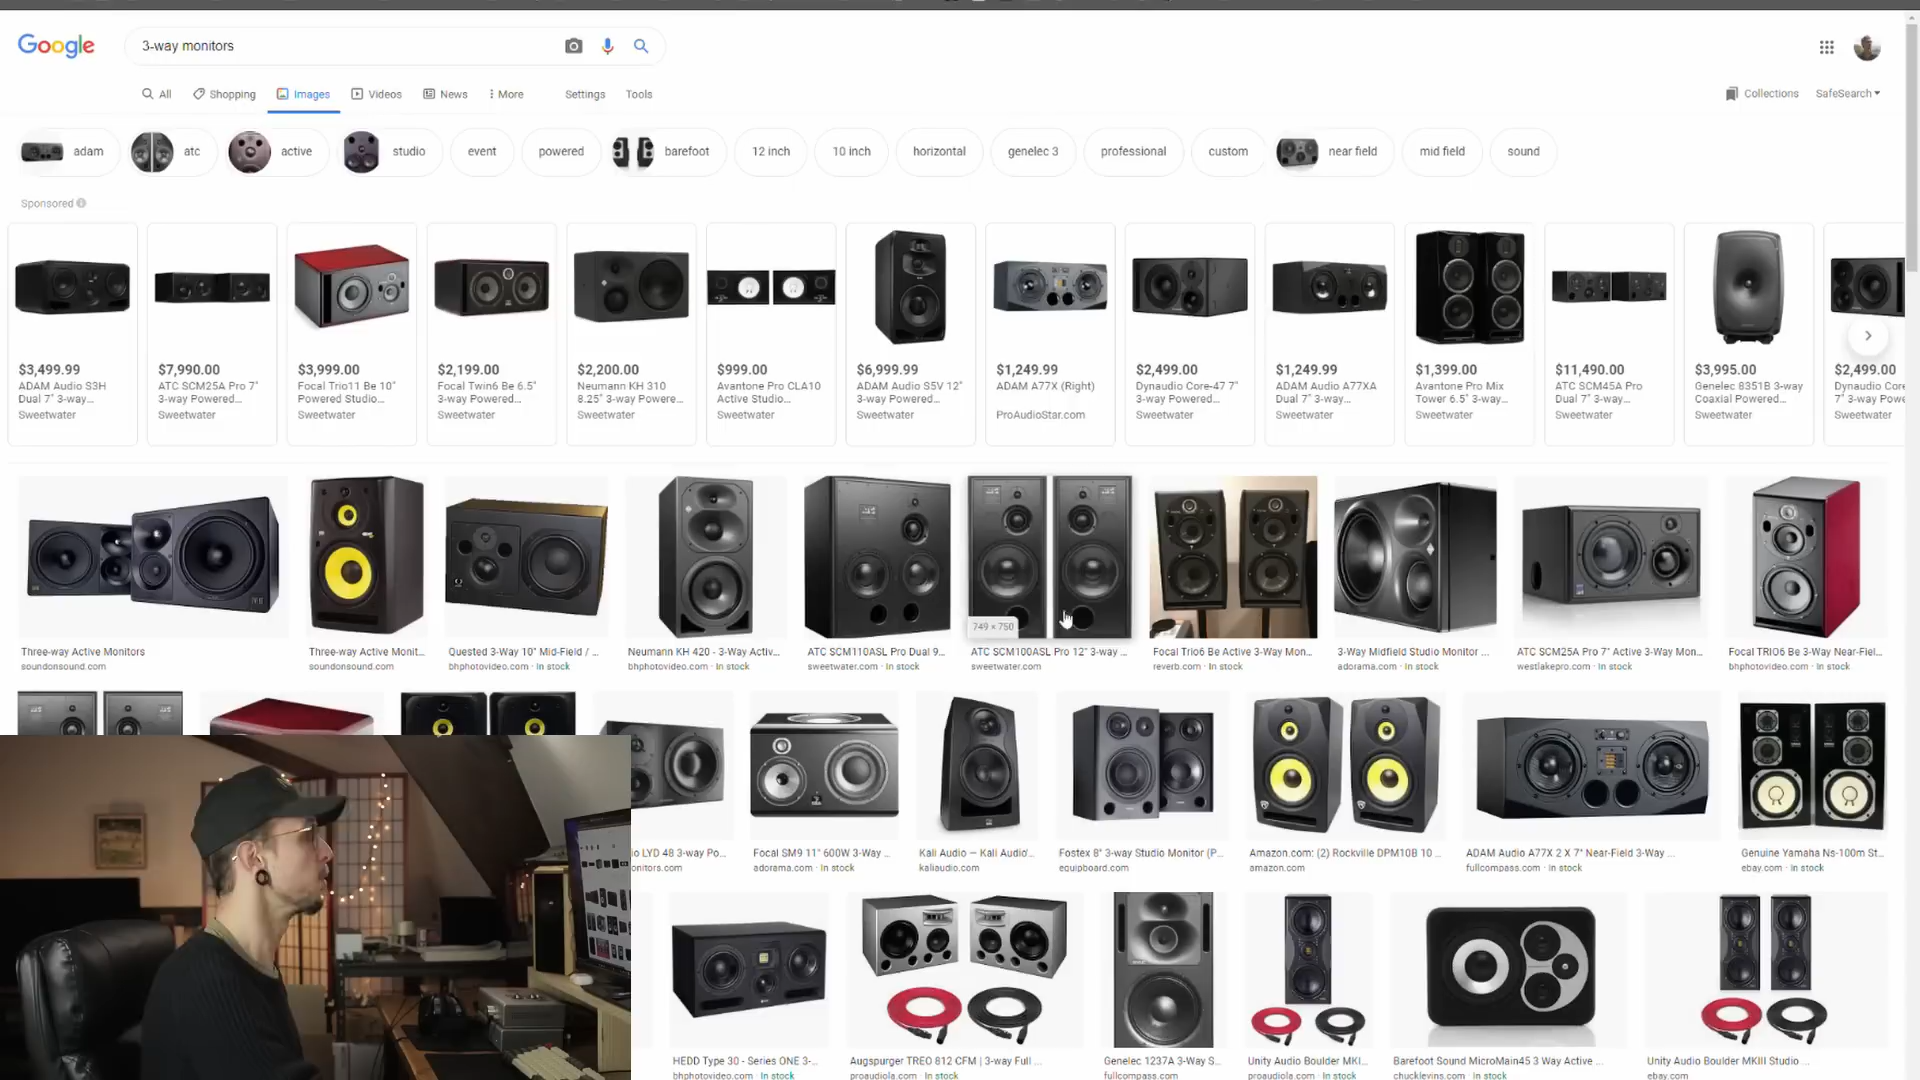 Google
3-way monitors
All
Shopping
Images
Videos
News
More
Settings
Tools
Collections
SafeSearch
adam
atc
active
studio
event
powered
barefoot
12 inch
10 inch
horizontal
genelec 3
professional
custom
near field
mid field
sound
Sponsored
$3,499.99
ADAM Audio S3H
Dual 7" 3-way...
Sweetwater
$7,990.00
ATC SCM25A Pro 7"
3-way Powered...
Sweetwater
$3,999.00
Focal Trio11 Be 10"
Powered Studio...
Sweetwater
$2,199.00
Focal Twin6 Be 6.5"
3-way Powered...
Sweetwater
$2,200.00
Neumann KH 310
8.25" 3-way Powere...
Sweetwater
$999.00
Avantone Pro CLA10
Active Studio...
Sweetwater
$6,999.99
ADAM Audio S5V 12"
3-way Powered...
Sweetwater
$1,249.99
ADAM A77X (Right)
ProAudioStar.com
$2,499.00
Dynaudio Core-47 7"
3-way Powered...
Sweetwater
$1,249.99
ADAM Audio A77XA
Dual 7" 3-way...
Sweetwater
$1,399.00
Avantone Pro Mix
Tower 6.5" 3-way...
Sweetwater
$11,490.00
ATC SCM45A Pro
Dual 7" 3-way...
Sweetwater
$3,995.00
Genelec 8351B 3-way
Coaxial Powered...
Sweetwater
$2,499.00
Dynaudio Core
7" 3-way Powe
Sweetwater
749 × 750
Three-way Active Monitors
soundonsound.com
Three-way Active Monit...
soundonsound.com
Quested 3-Way 10" Mid-Field / ...
bhphotovideo.com · In stock
Neumann KH 420 - 3-Way Activ...
bhphotovideo.com · In stock
ATC SCM110ASL Pro Dual 9...
sweetwater.com · In stock
ATC SCM100ASL Pro 12" 3-way ...
sweetwater.com
Focal Trio6 Be Active 3-Way Mon...
reverb.com · In stock
3-Way Midfield Studio Monitor ...
adorama.com · In stock
ATC SCM25A Pro 7" Active 3-Way Mon...
westlakepro.com · In stock
Focal TRIO6 Be 3-Way Near-Fiel...
bhphotovideo.com · In stock
io LYD 48 3-way Po...
onitors.com
Focal SM9 11" 600W 3-Way ...
adorama.com · In stock
Kali Audio — Kali Audio'...
kaliaudio.com
Fostex 8" 3-way Studio Monitor (P...
equipboard.com
Amazon.com: (2) Rockville DPM10B 10 ...
amazon.com
ADAM Audio A77X 2 X 7" Near-Field 3-Way ...
fullcompass.com · In stock
Genuine Yamaha Ns-100m St...
ebay.com · In stock
HEDD Type 30 - Series ONE 3-...
bhphotovideo.com · In stock
Augspurger TREO 812 CFM | 3-way Full ...
proaudiola.com · In stock
Genelec 1237A 3-Way S...
fullcompass.com
Unity Audio Boulder MKI...
proaudiola.com · In stock
Barefoot Sound MicroMain45 3 Way Active ...
chucklevins.com · In stock
Unity Audio Boulder MKIII Studio ...
ebay.com